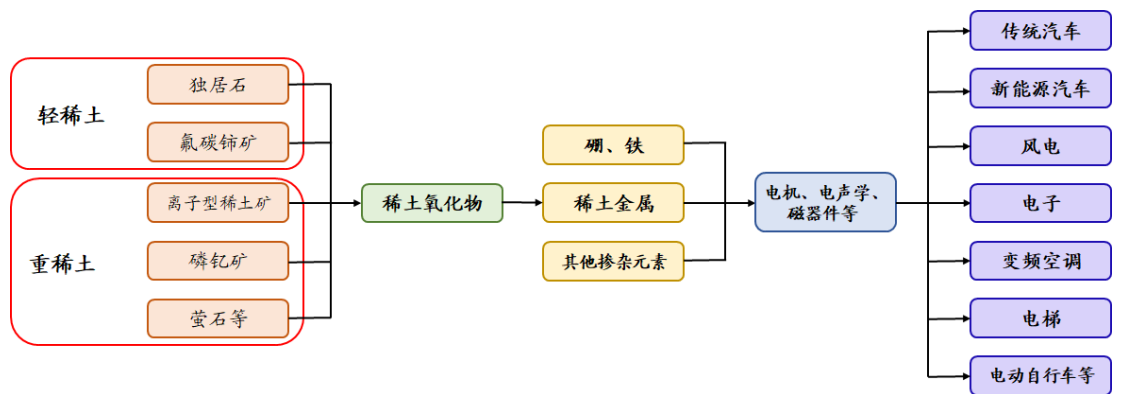 轻稀土
独居石
氟碳铈矿
重稀土
离子型稀土矿
磷钇矿
萤石等
稀土氧化物
硼、铁
稀土金属
其他掺杂元素
电机、电声学、
磁器件等
传统汽车
新能源汽车
风电
电子
变频空调
电梯
电动自行车等